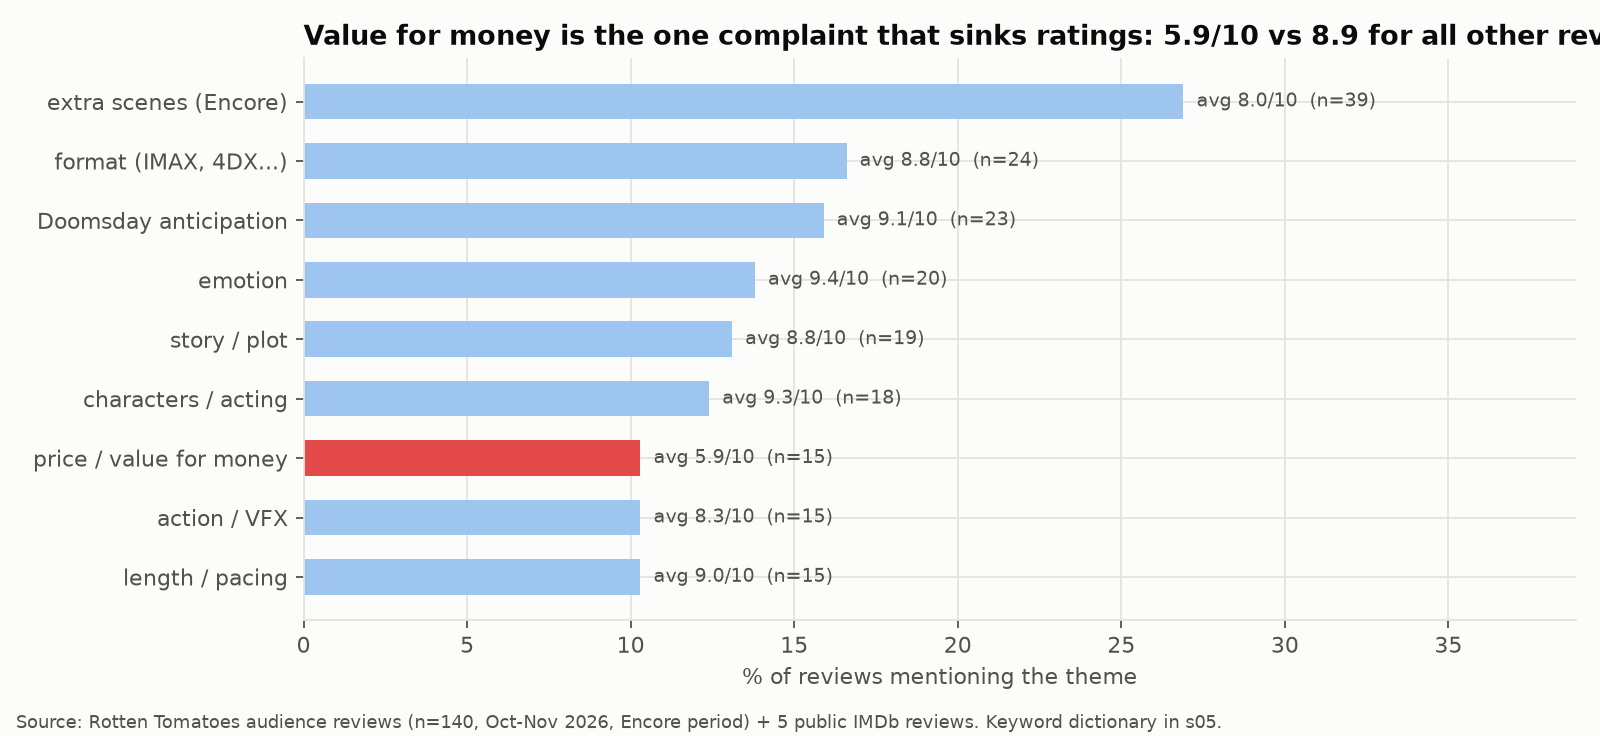 Value for money is the one complaint that sinks ratings: 5.9/10 vs 8.9 for all other rev
extra scenes (Encore) avg 8.0/10 (n=39)
format (IMAX, 4DX...) avg 8.8/10 (n=24)
Doomsday anticipation avg 9.1/10 (n=23)
emotion avg 9.4/10 (n=20)
story / plot avg 8.8/10 (n=19)
characters / acting avg 9.3/10 (n=18)
price / value for money avg 5.9/10 (n=15)
action / VFX avg 8.3/10 (n=15)
length / pacing avg 9.0/10 (n=15)
0 5 10 15 20 25 30 35
% of reviews mentioning the theme
Source: Rotten Tomatoes audience reviews (n=140, Oct-Nov 2026, Encore period) + 5 public IMDb reviews. Keyword dictionary in s05.